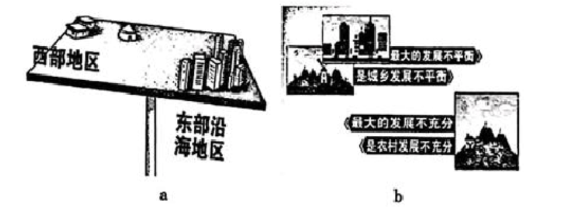 西部地区
东部沿
海地区
a
最大的发展不平衡
是城乡发展不平衡
最大的发展不充分
是农村发展不充分
b